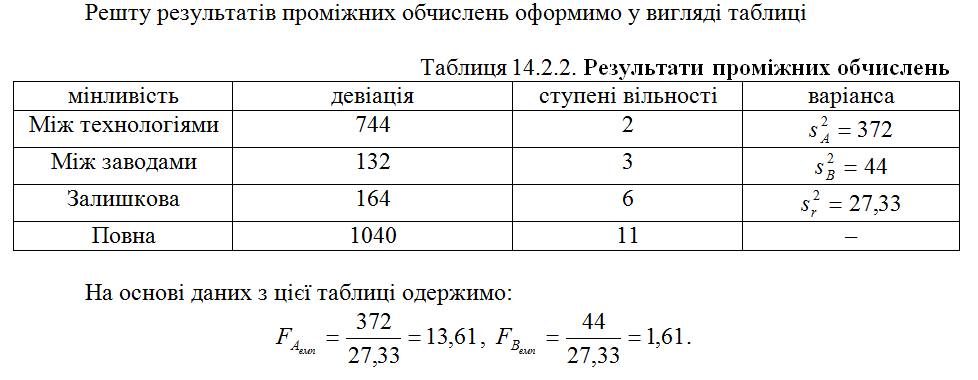 Решту результатів проміжних обчислень оформимо у вигляді таблиці
Таблиця 14.2.2. Результати проміжних обчислень
мінливість девіація ступені вільності варіанса
Між технологіями 744 2 s_A^2 = 372
Між заводами 132 3 s_B^2 = 44
Залишкова 164 6 s_r^2 = 27,33
Повна 1040 11 –
На основі даних з цієї таблиці одержимо:
F_{A_{емп}} = 372/27,33 = 13,61, F_{B_{емп}} = 44/27,33 = 1,61.